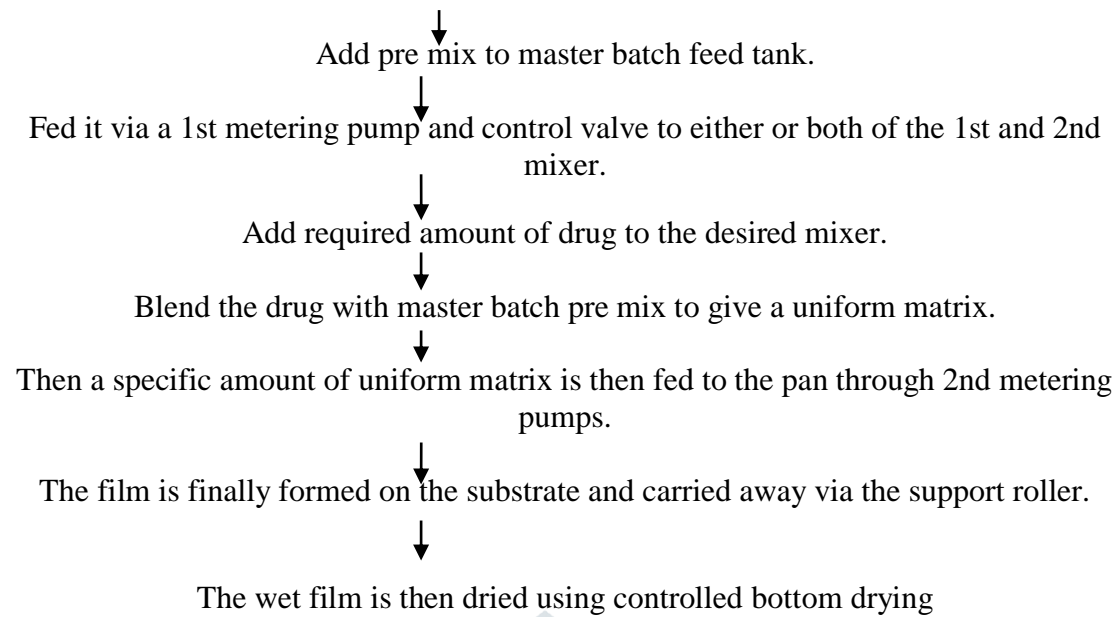 Add pre mix to master batch feed tank.
Fed it via a 1st metering pump and control valve to either or both of the 1st and 2nd
mixer.
Add required amount of drug to the desired mixer.
Blend the drug with master batch pre mix to give a uniform matrix.
Then a specific amount of uniform matrix is then fed to the pan through 2nd metering
pumps.
The film is finally formed on the substrate and carried away via the support roller.
The wet film is then dried using controlled bottom drying